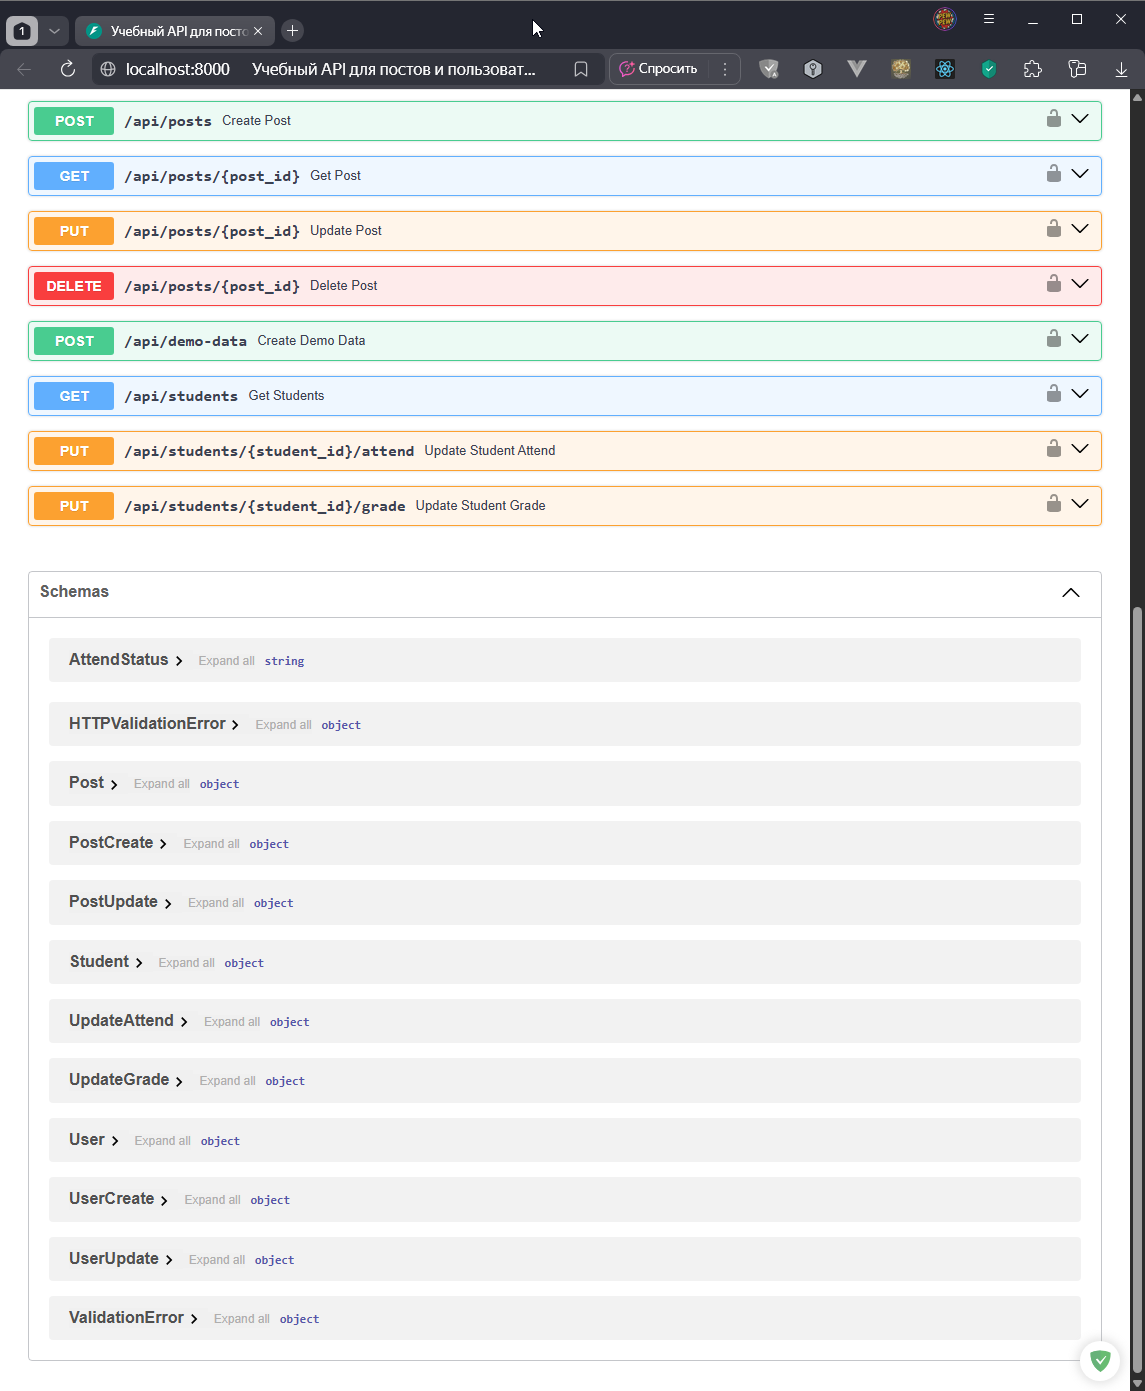 1
Учебный API для посто
localhost:8000 Учебный API для постов и пользоват...
Спросить
POST /api/posts Create Post
GET /api/posts/{post_id} Get Post
PUT /api/posts/{post_id} Update Post
DELETE /api/posts/{post_id} Delete Post
POST /api/demo-data Create Demo Data
GET /api/students Get Students
PUT /api/students/{student_id}/attend Update Student Attend
PUT /api/students/{student_id}/grade Update Student Grade
Schemas
AttendStatus Expand all string
HTTPValidationError Expand all object
Post Expand all object
PostCreate Expand all object
PostUpdate Expand all object
Student Expand all object
UpdateAttend Expand all object
UpdateGrade Expand all object
User Expand all object
UserCreate Expand all object
UserUpdate Expand all object
ValidationError Expand all object